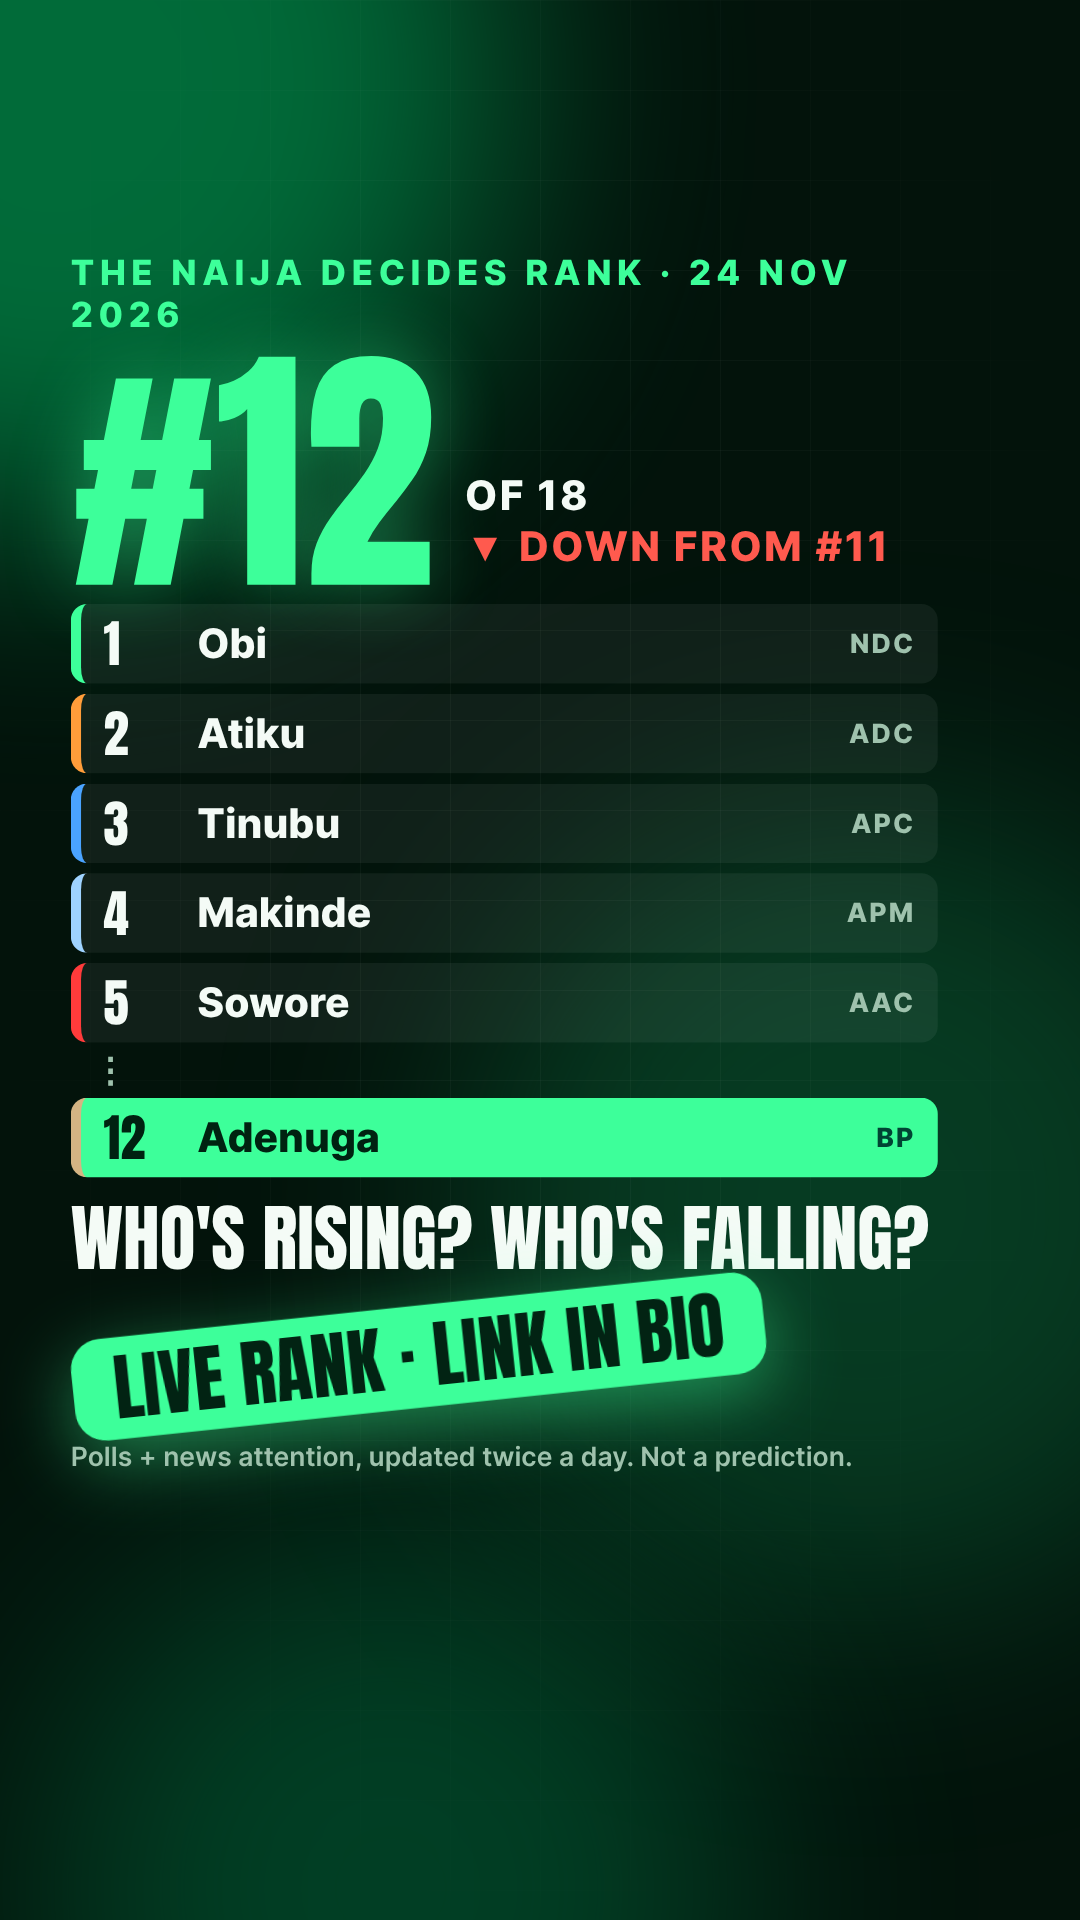 THE NAIJA DECIDES RANK · 24 NOV
2026
#12
OF 18
▼ DOWN FROM #11
1 Obi NDC
2 Atiku ADC
3 Tinubu APC
4 Makinde APM
5 Sowore AAC
⋮
12 Adenuga BP
WHO'S RISING? WHO'S FALLING?
LIVE RANK · LINK IN BIO
Polls + news attention, updated twice a day. Not a prediction.